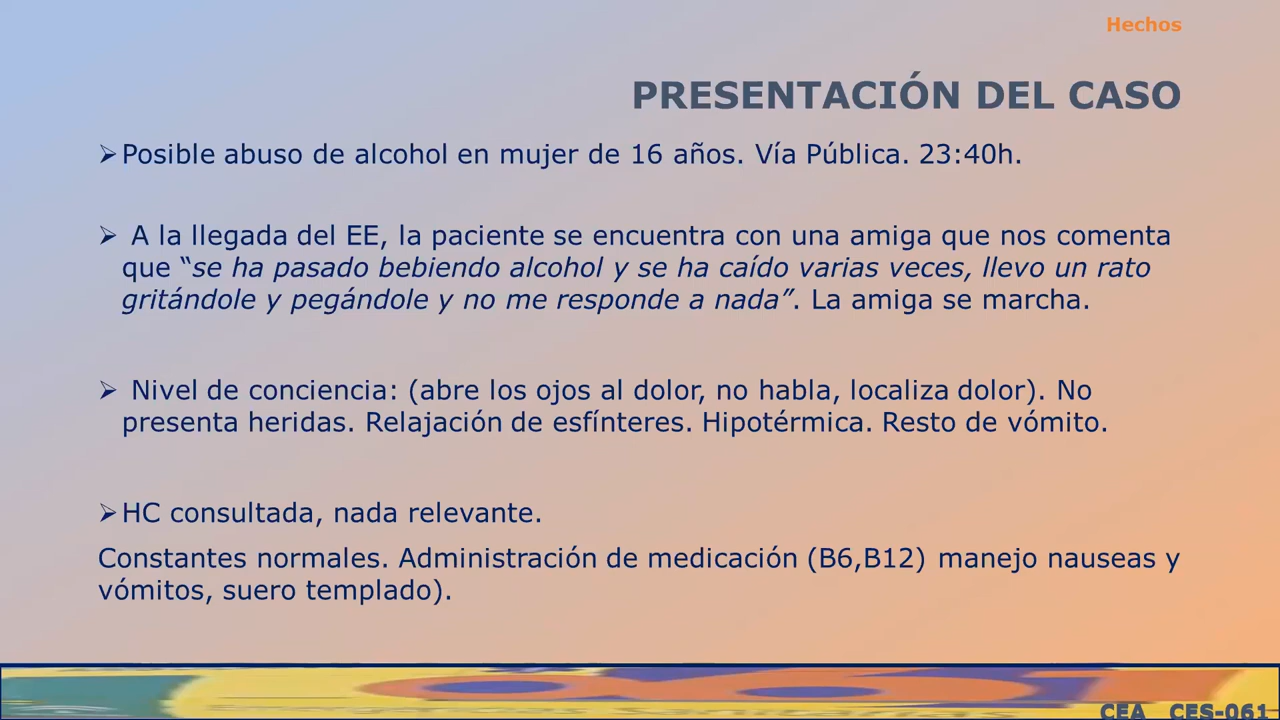 Hechos
PRESENTACIÓN DEL CASO
➢Posible abuso de alcohol en mujer de 16 años. Vía Pública. 23:40h.
➢ A la llegada del EE, la paciente se encuentra con una amiga que nos comenta
que “se ha pasado bebiendo alcohol y se ha caído varias veces, llevo un rato
gritándole y pegándole y no me responde a nada”. La amiga se marcha.
➢ Nivel de conciencia: (abre los ojos al dolor, no habla, localiza dolor). No
presenta heridas. Relajación de esfínteres. Hipotérmica. Resto de vómito.
➢HC consultada, nada relevante.
Constantes normales. Administración de medicación (B6,B12) manejo nauseas y
vómitos, suero templado).
061
CEA CES-061